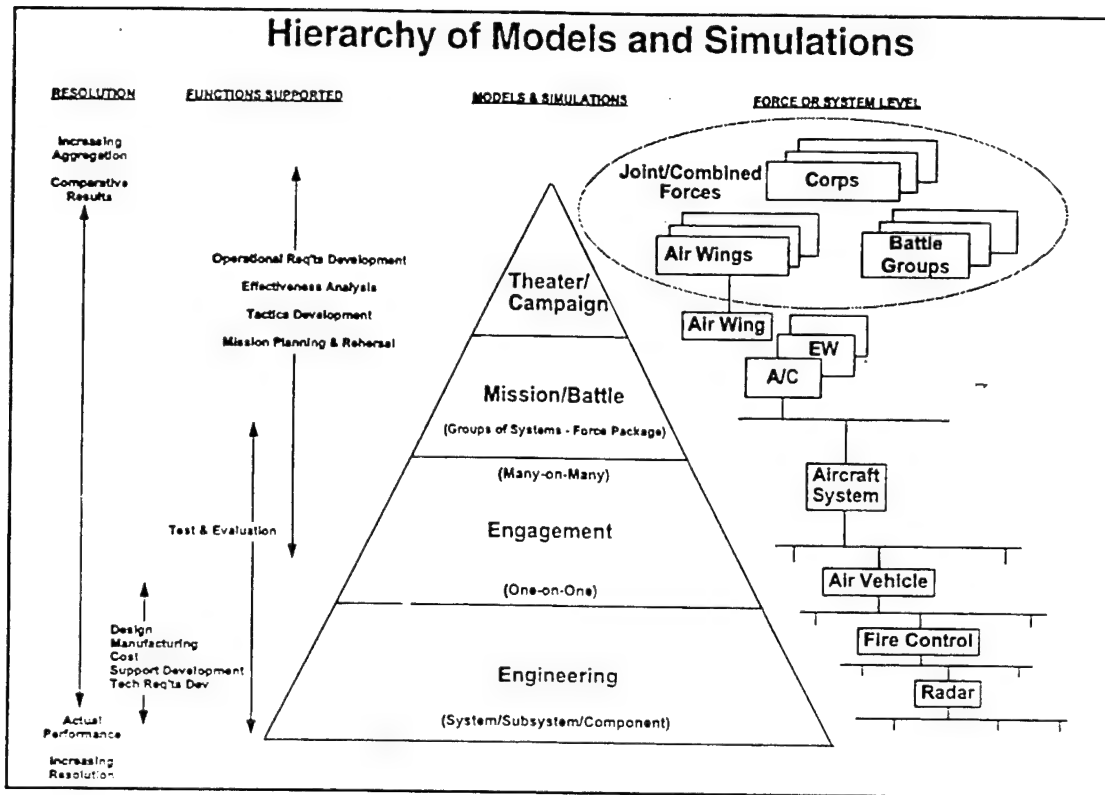 Hierarchy of Models and Simulations
RESOLUTION
FUNCTIONS SUPPORTED
MODELS & SIMULATIONS
FORCE OR SYSTEM LEVEL
Increasing
Aggregation
Comparative
Results
Actual
Performance
Increasing
Resolution
Operational Req'ts Development
Effectiveness Analysis
Tactics Development
Mission Planning & Rehersal
Test & Evaluation
Design
Manufacturing
Cost
Support Development
Tech Req'ts Dev
Theater/
Campaign
Mission/Battle
(Groups of Systems - Force Package)
(Many-on-Many)
Engagement
(One-on-One)
Engineering
(System/Subsystem/Component)
Joint/Combined
Forces
Corps
Air Wings
Battle
Groups
Air Wing
EW
A/C
Aircraft
System
Air Vehicle
Fire Control
Radar